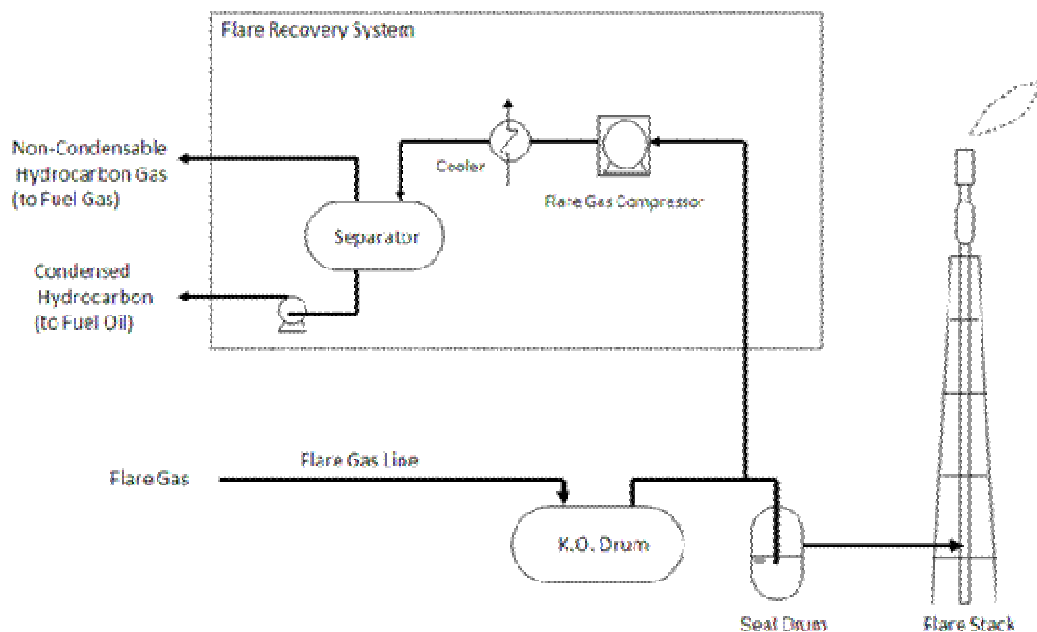 Flare Recovery System
Non-Condensable
Hydrocarbon Gas
(to Fuel Gas)
Cooler
Flare Gas Compressor
Separator
Condensed
Hydrocarbon
(to Fuel Oil)
Flare Gas Line
Flare Gas
K.O. Drum
Seal Drum
Flare Stack